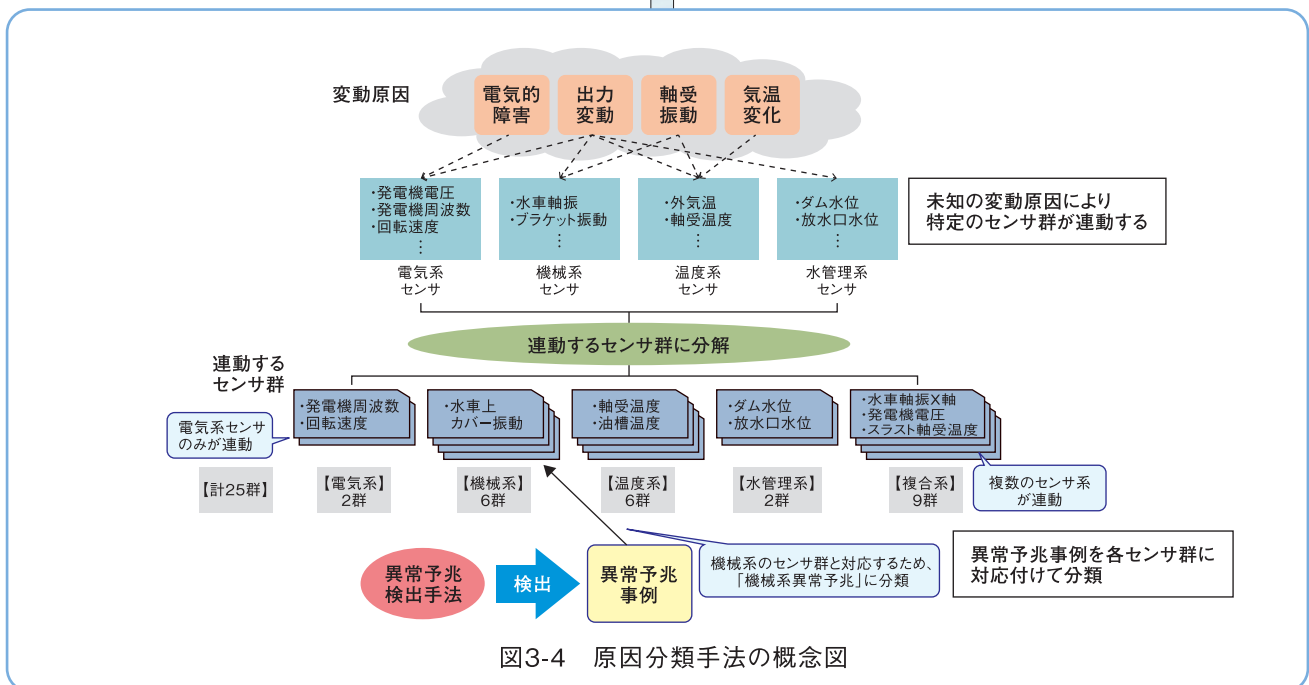 変動原因
電気的
障害
出力
変動
軸受
振動
気温
変化
・発電機電圧
・発電機周波数
・回転速度
…
・水車軸振
・ブラケット振動
…
・外気温
・軸受温度
…
・ダム水位
・放水口水位
…
未知の変動原因により
特定のセンサ群が連動する
電気系
センサ
機械系
センサ
温度系
センサ
水管理系
センサ
連動するセンサ群に分解
連動する
センサ群
・発電機周波数
・回転速度
・水車上
カバー振動
・軸受温度
・油槽温度
・ダム水位
・放水口水位
・水車軸振X軸
・発電機電圧
・スラスト軸受温度
電気系センサ
のみが連動
【計25群】
【電気系】
2群
【機械系】
6群
【温度系】
6群
【水管理系】
2群
【複合系】
9群
複数のセンサ系
が連動
異常予兆
検出手法
検出
異常予兆
事例
機械系のセンサ群と対応するため、
「機械系異常予兆」に分類
異常予兆事例を各センサ群に
対応付けて分類
図3-4 原因分類手法の概念図